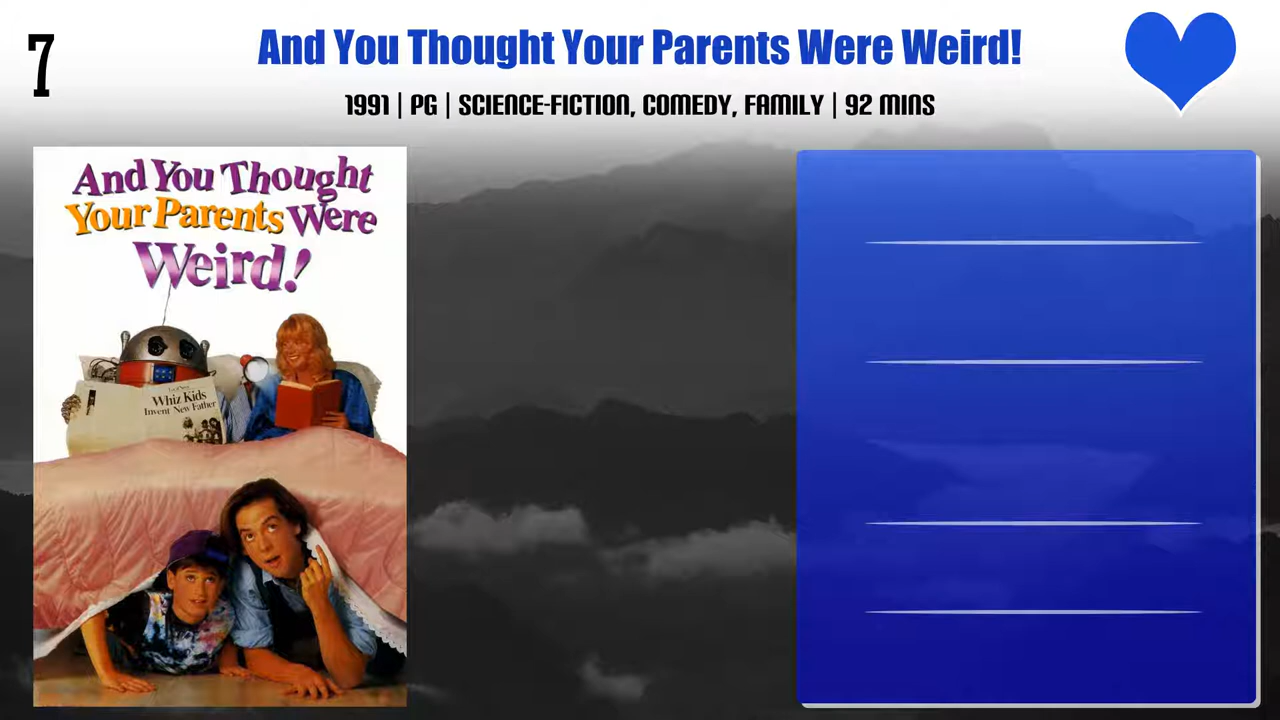 7
And You Thought Your Parents Were Weird!
1991 | PG | SCIENCE-FICTION, COMEDY, FAMILY | 92 MINS
And You Thought
Your Parents Were
Weird!
Whiz Kids
Invent New Father